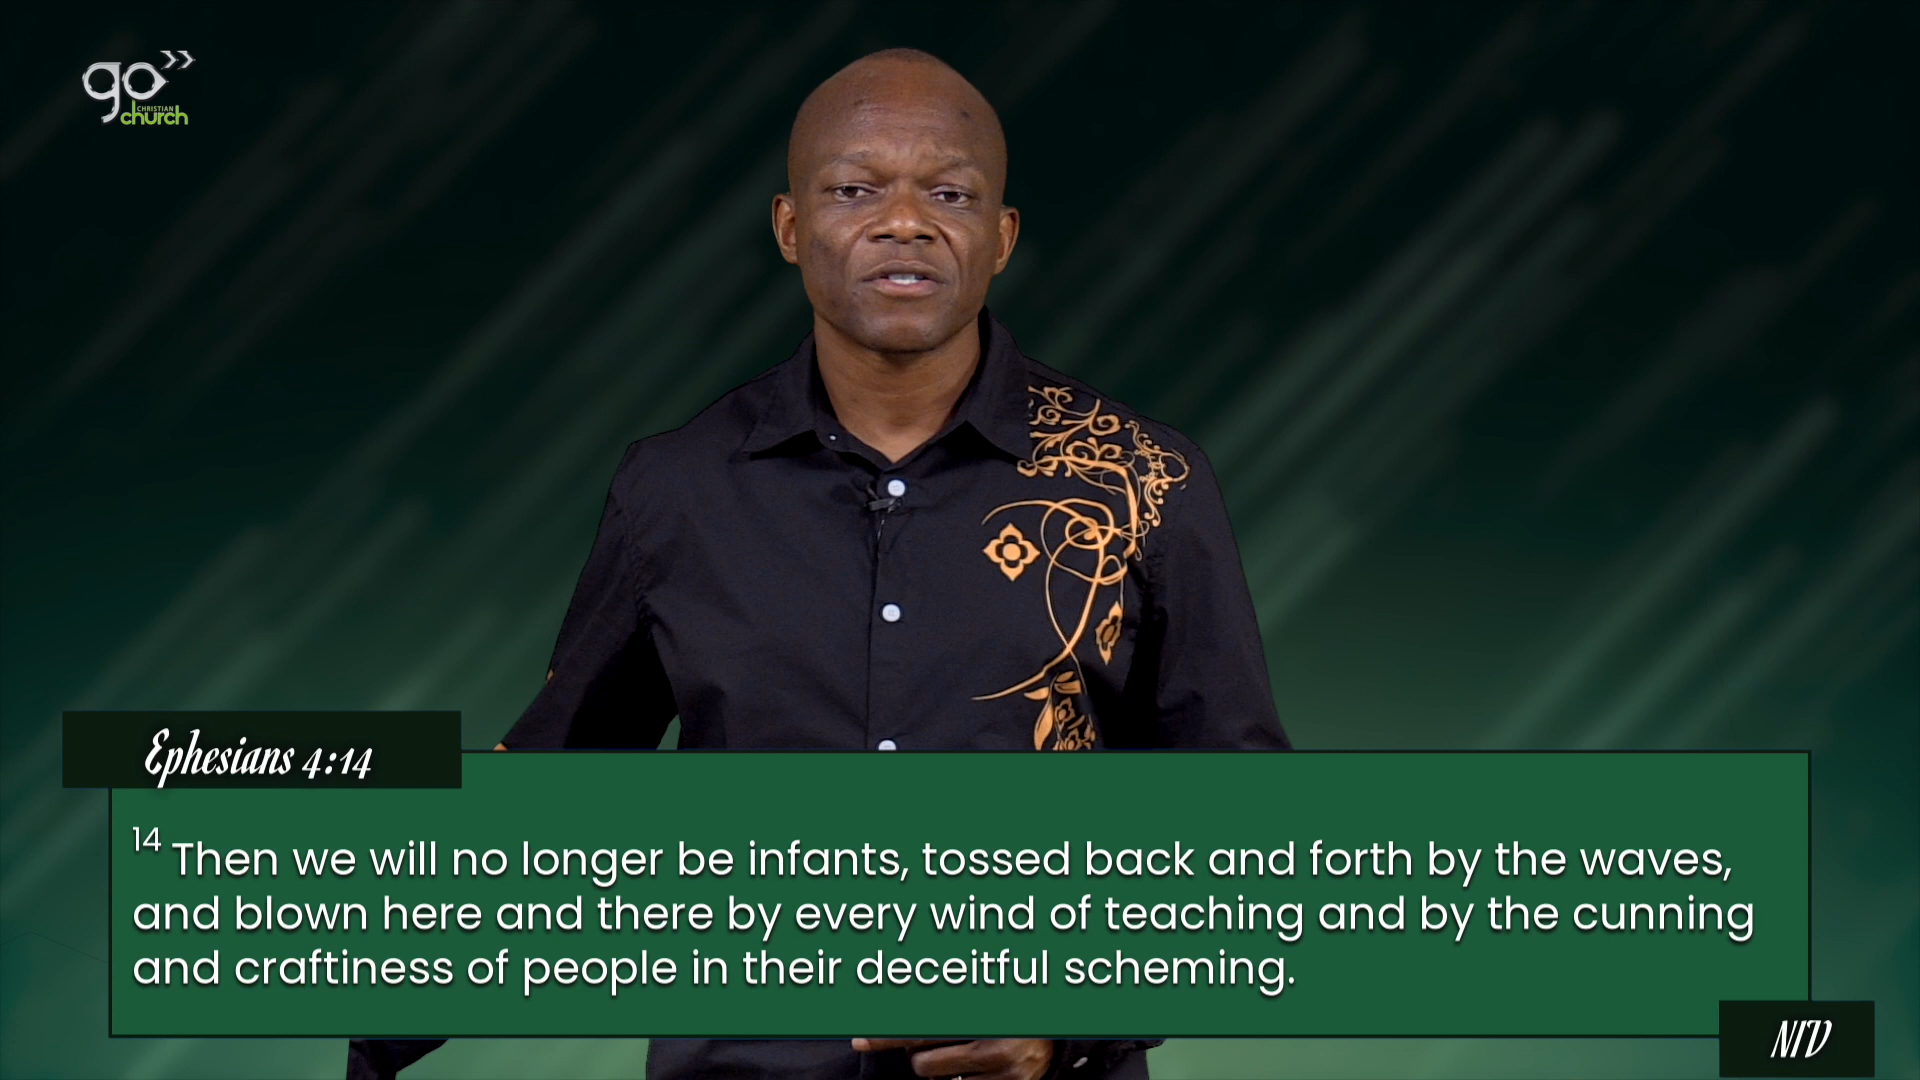 go
CHRISTIAN
church
Ephesians 4:14
14 Then we will no longer be infants, tossed back and forth by the waves,
and blown here and there by every wind of teaching and by the cunning
and craftiness of people in their deceitful scheming.
NIV